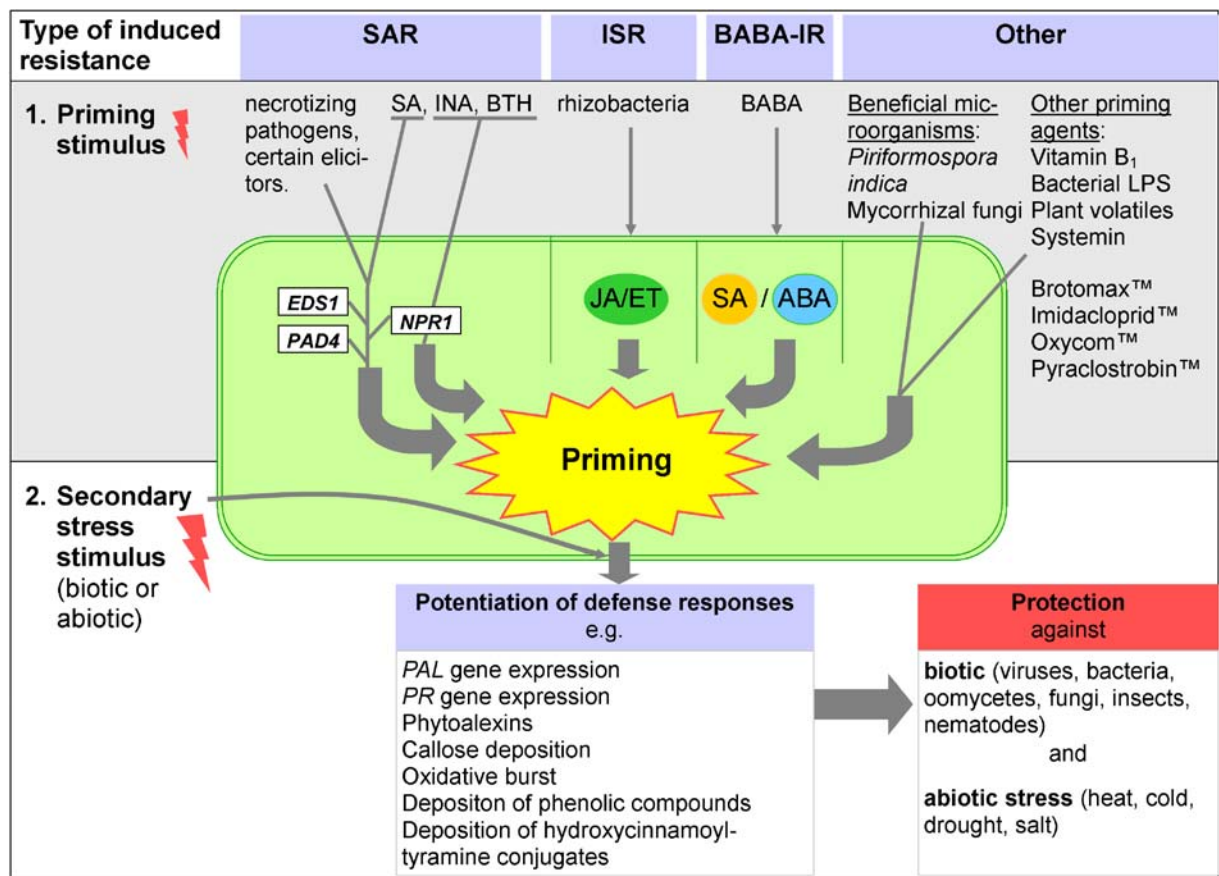 Type of induced
resistance
SAR
ISR
BABA-IR
Other
1. Priming
stimulus
necrotizing
pathogens,
certain elici-
tors.
SA, INA, BTH
rhizobacteria
BABA
Beneficial mic-
roorganisms:
Piriformospora
indica
Mycorrhizal fungi
Other priming
agents:
Vitamin B₁
Bacterial LPS
Plant volatiles
Systemin
Brotomax™
Imidacloprid™
Oxycom™
Pyraclostrobin™
EDS1
PAD4
NPR1
JA/ET
SA / ABA
Priming
2. Secondary
stress
stimulus
(biotic or
abiotic)
Potentiation of defense responses
e.g.
PAL gene expression
PR gene expression
Phytoalexins
Callose deposition
Oxidative burst
Depositon of phenolic compounds
Deposition of hydroxycinnamoyl-
tyramine conjugates
Protection
against
biotic (viruses, bacteria,
oomycetes, fungi, insects,
nematodes)
and
abiotic stress (heat, cold,
drought, salt)